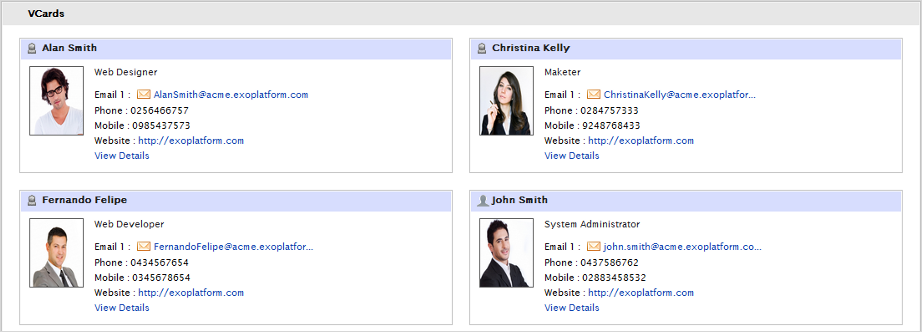 VCards
Alan Smith
Web Designer
Email 1 : AlanSmith@acme.exoplatform.com
Phone : 0256466757
Mobile : 0985437573
Website : http://exoplatform.com
View Details
Christina Kelly
Maketer
Email 1 : ChristinaKelly@acme.exoplatfor...
Phone : 0284757333
Mobile : 9248768433
Website : http://exoplatform.com
View Details
Fernando Felipe
Web Developer
Email 1 : FernandoFelipe@acme.exoplatfor...
Phone : 0434567654
Mobile : 0345678654
Website : http://exoplatform.com
View Details
John Smith
System Administrator
Email 1 : john.smith@acme.exoplatform.co...
Phone : 0437586762
Mobile : 02883458532
Website : http://exoplatform.com
View Details